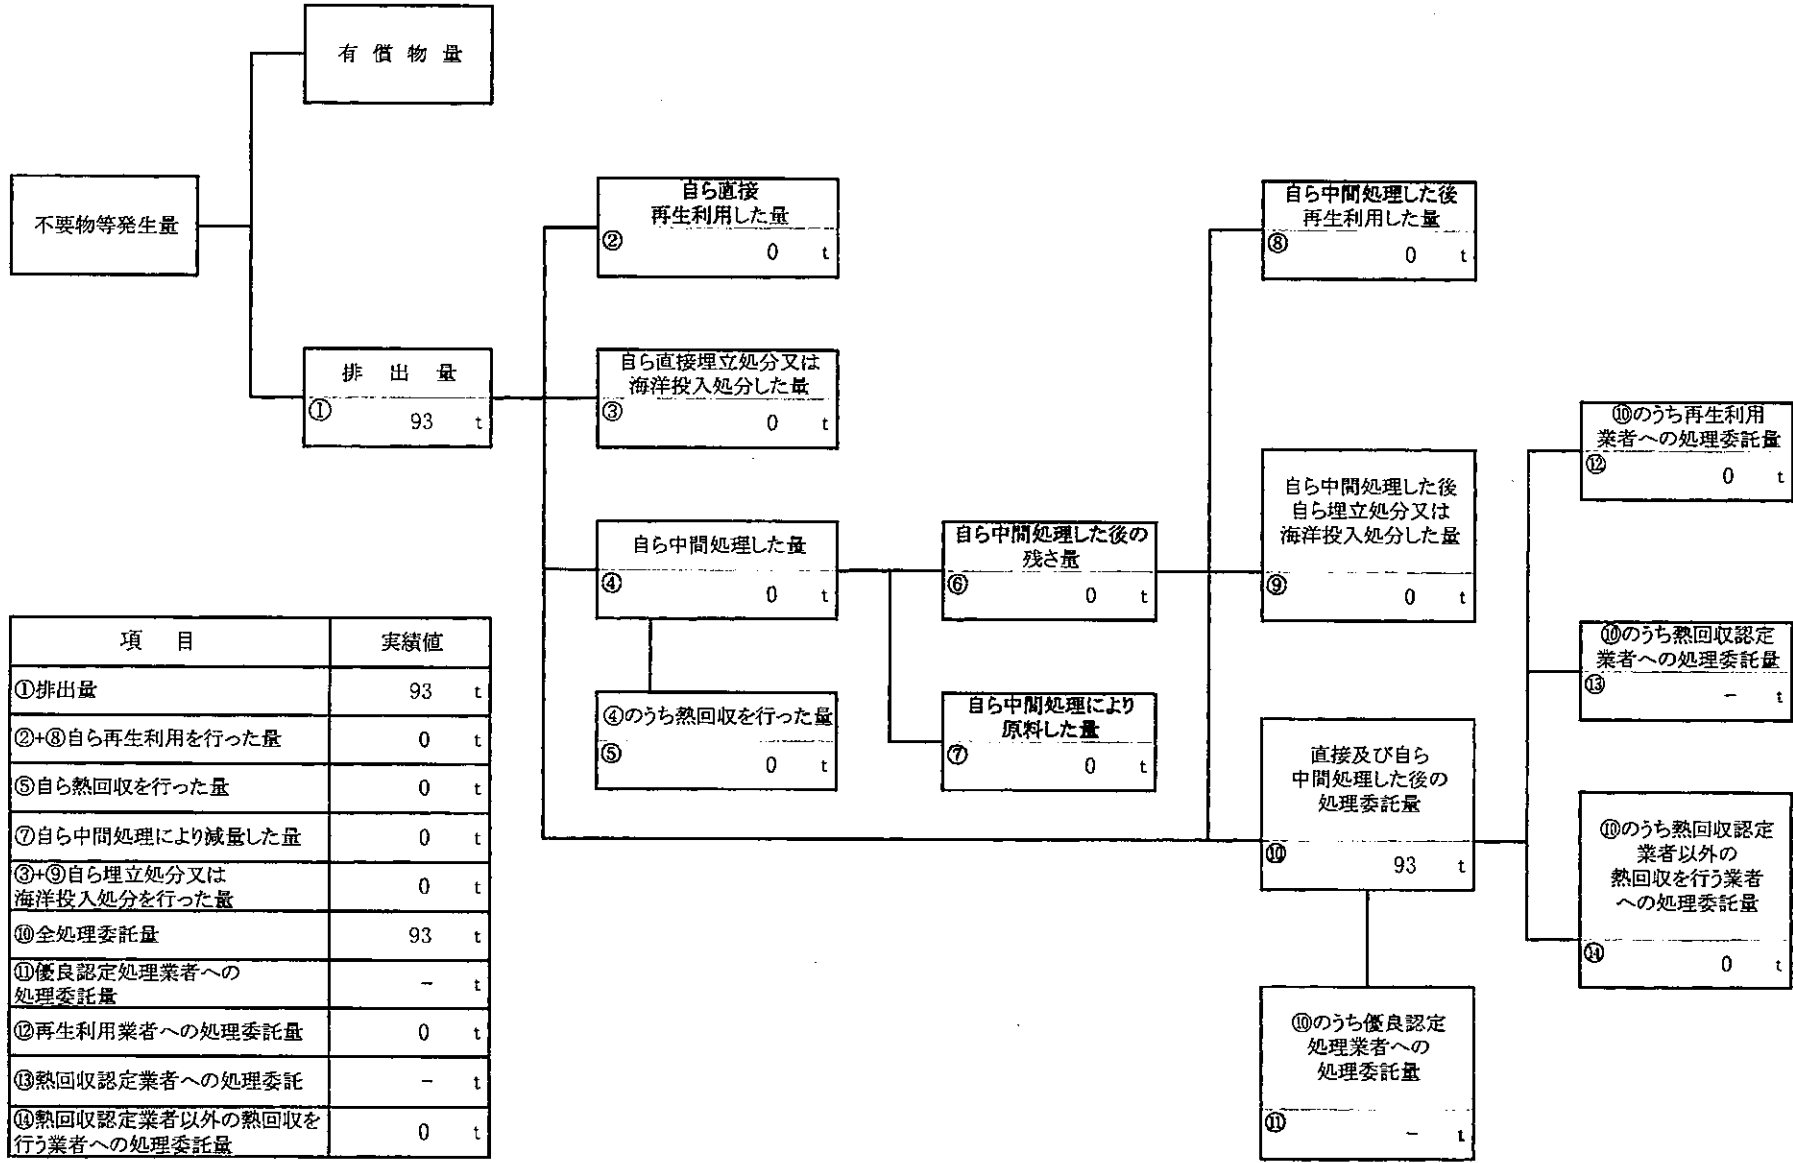 有償物量
不要物等発生量
排出量
① 93 t
自ら直接
再生利用した量
② 0 t
自ら直接埋立処分又は
海洋投入処分した量
③ 0 t
自ら中間処理した量
④ 0 t
④のうち熱回収を行った量
⑤ 0 t
自ら中間処理した後の
残さ量
⑥ 0 t
自ら中間処理により
原料した量
⑦ 0 t
自ら中間処理した後
再生利用した量
⑧ 0 t
自ら中間処理した後
自ら埋立処分又は
海洋投入処分した量
⑨ 0 t
直接及び自ら
中間処理した後の
処理委託量
⑩ 93 t
⑩のうち優良認定
処理業者への
処理委託量
⑪ － t
⑩のうち再生利用
業者への処理委託量
⑫ 0 t
⑩のうち熱回収認定
業者への処理委託量
⑬ － t
⑩のうち熱回収認定
業者以外の
熱回収を行う業者
への処理委託量
⑭ 0 t
項目 実績値
①排出量 93 t
②+⑧自ら再生利用を行った量 0 t
⑤自ら熱回収を行った量 0 t
⑦自ら中間処理により減量した量 0 t
③+⑨自ら埋立処分又は
海洋投入処分を行った量 0 t
⑩全処理委託量 93 t
⑪優良認定処理業者への
処理委託量 － t
⑫再生利用業者への処理委託量 0 t
⑬熱回収認定業者への処理委託 － t
⑭熱回収認定業者以外の熱回収を
行う業者への処理委託量 0 t